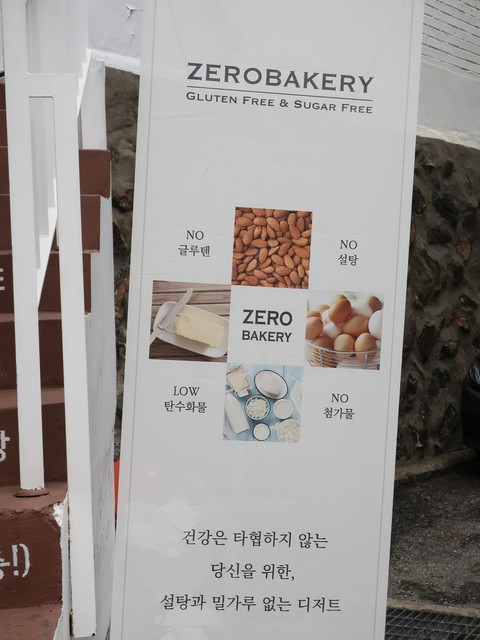 ZEROBAKERY
GLUTEN FREE & SUGAR FREE
NO
글루텐
NO
설탕
ZERO
BAKERY
LOW
탄수화물
NO
첨가물
건강은 타협하지 않는
당신을 위한,
설탕과 밀가루 없는 디저트
!)